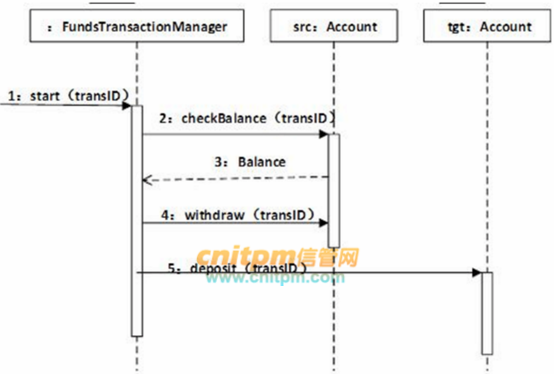 ：FundsTransactionManager
src：Account
tgt：Account
1：start（transID）
2：checkBalance（transID）
3：Balance
4：withdraw（transID）
cnitpm信管网
5：deposit（transID）
www.cnitpm.com